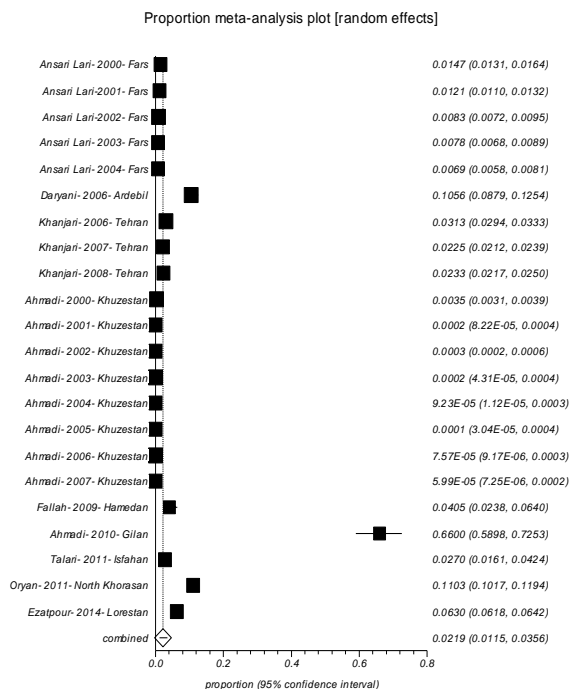 Proportion meta-analysis plot [random effects]
Ansari Lari- 2000- Fars 0.0147 (0.0131, 0.0164)
Ansari Lari-2001- Fars 0.0121 (0.0110, 0.0132)
Ansari Lari-2002- Fars 0.0083 (0.0072, 0.0095)
Ansari Lari- 2003- Fars 0.0078 (0.0068, 0.0089)
Ansari Lari- 2004- Fars 0.0069 (0.0058, 0.0081)
Daryani- 2006- Ardebil 0.1056 (0.0879, 0.1254)
Khanjari- 2006- Tehran 0.0313 (0.0294, 0.0333)
Khanjari- 2007- Tehran 0.0225 (0.0212, 0.0239)
Khanjari- 2008- Tehran 0.0233 (0.0217, 0.0250)
Ahmadi- 2000- Khuzestan 0.0035 (0.0031, 0.0039)
Ahmadi- 2001- Khuzestan 0.0002 (8.22E-05, 0.0004)
Ahmadi- 2002- Khuzestan 0.0003 (0.0002, 0.0006)
Ahmadi- 2003- Khuzestan 0.0002 (4.31E-05, 0.0004)
Ahmadi- 2004- Khuzestan 9.23E-05 (1.12E-05, 0.0003)
Ahmadi- 2005- Khuzestan 0.0001 (3.04E-05, 0.0004)
Ahmadi- 2006- Khuzestan 7.57E-05 (9.17E-06, 0.0003)
Ahmadi- 2007- Khuzestan 5.99E-05 (7.25E-06, 0.0002)
Fallah- 2009- Hamedan 0.0405 (0.0238, 0.0640)
Ahmadi- 2010- Gilan 0.6600 (0.5898, 0.7253)
Talari- 2011- Isfahan 0.0270 (0.0161, 0.0424)
Oryan- 2011- North Khorasan 0.1103 (0.1017, 0.1194)
Ezatpour- 2014- Lorestan 0.0630 (0.0618, 0.0642)
combined 0.0219 (0.0115, 0.0356)
0.0 0.2 0.4 0.6 0.8
proportion (95% confidence interval)